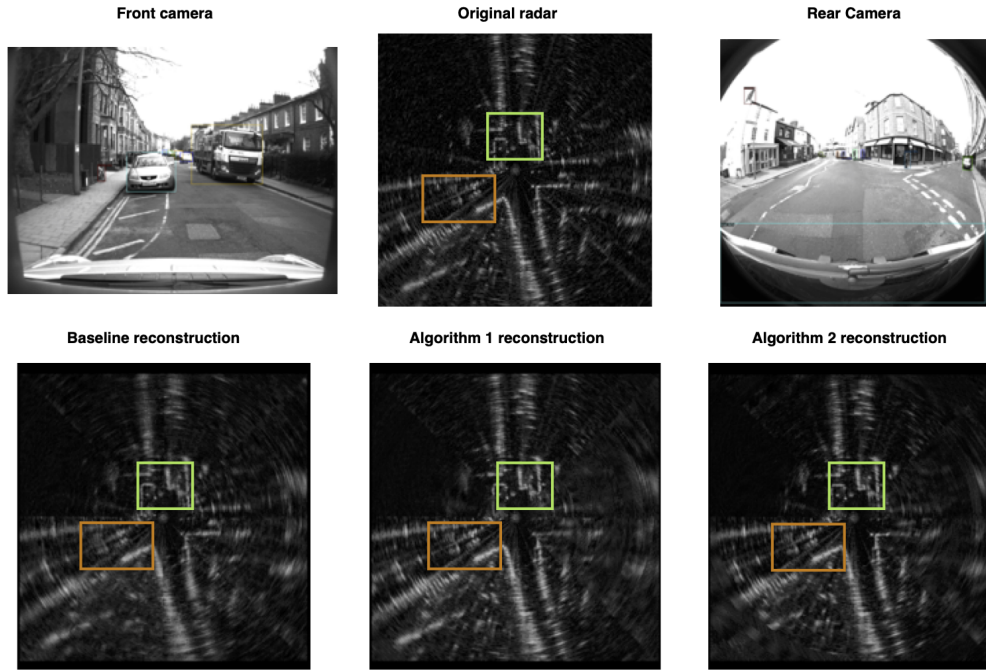 Front camera
Original radar
Rear Camera
Baseline reconstruction
Algorithm 1 reconstruction
Algorithm 2 reconstruction